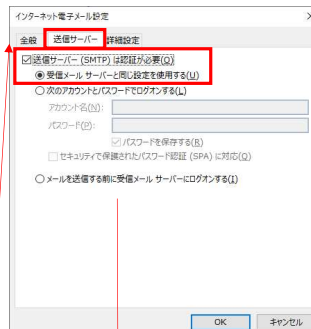 インターネット電子メール設定
全般 送信サーバー 詳細設定
送信サーバー (SMTP) は認証が必要(O)
受信メール サーバーと同じ設定を使用する(U)
次のアカウントとパスワードでログオンする(L)
アカウント名(N):
パスワード(P):
パスワードを保存する(R)
セキュリティで保護されたパスワード認証 (SPA) に対応(Q)
メールを送信する前に受信メール サーバーにログオンする(I)
OK キャンセル